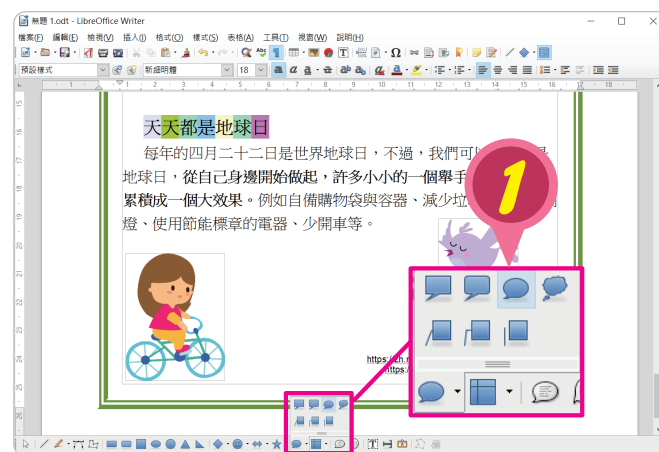 無題 1.odt - LibreOffice Writer
檔案(F) 編輯(E) 檢視(V) 插入(I) 格式(O) 樣式(S) 表格(A) 工具(T) 視窗(W) 說明(H)
預設樣式 新細明體 18
天天都是地球日
每年的四月二十二日是世界地球日,不過,我們可
地球日,從自己身邊開始做起,許多小小的一個舉手
累積成一個大效果。例如自備購物袋與容器、減少垃
燈、使用節能標章的電器、少開車等。
1
https://zh.
https:/